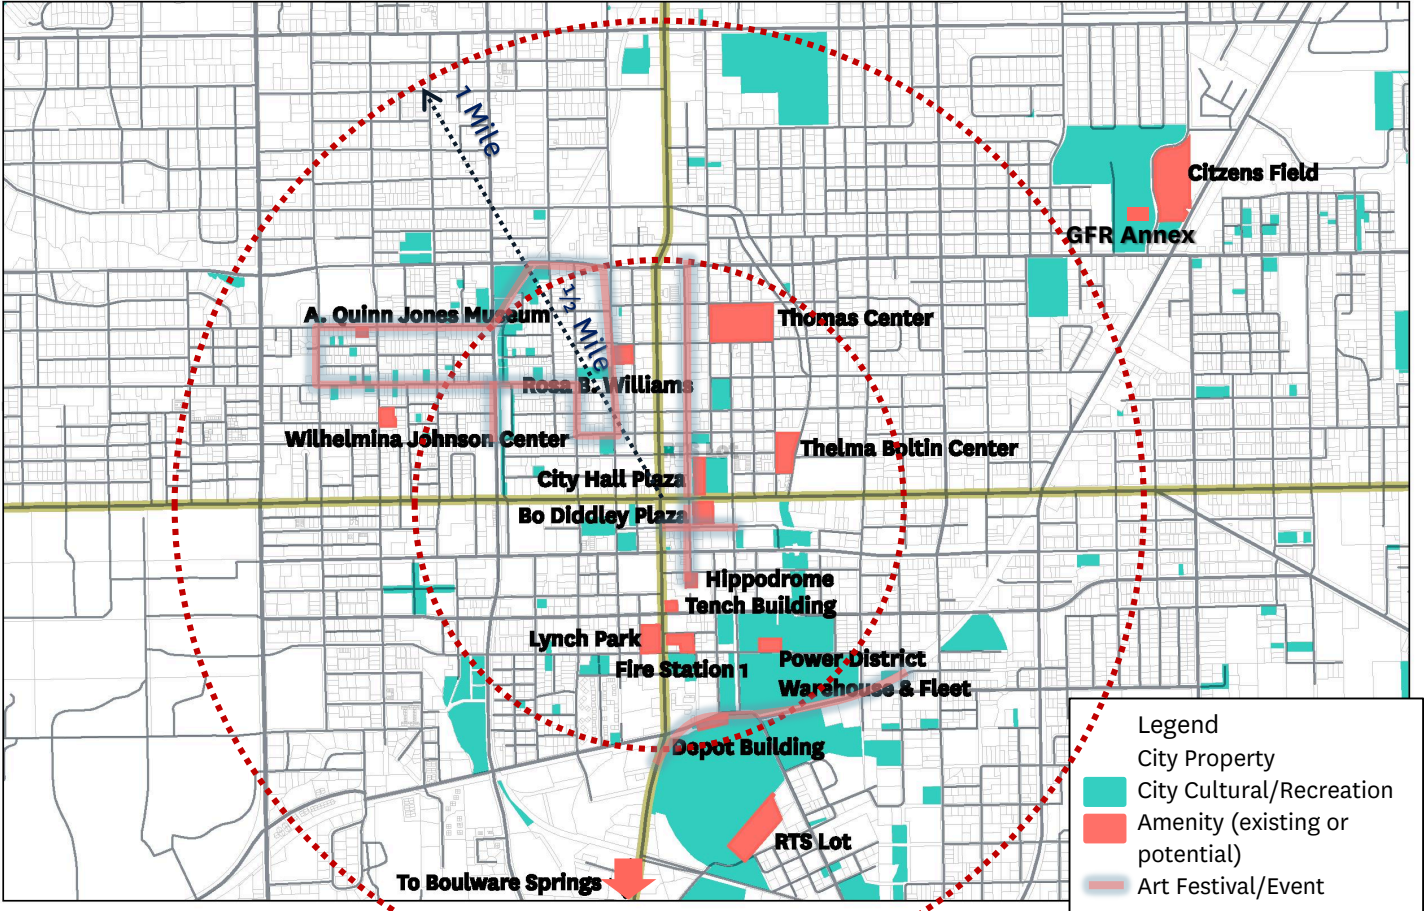 1 Mile
Citzens Field
GFR Annex
1/2 Mile
A. Quinn Jones Museum
Thomas Center
Rosa B. Williams
Wilhelmina Johnson Center
Thelma Boltin Center
City Hall Plaza
Bo Diddley Plaza
Hippodrome
Tench Building
Lynch Park
Fire Station 1
Power District
Warehouse & Fleet
Depot Building
RTS Lot
To Boulware Springs
Legend
City Property
City Cultural/Recreation
Amenity (existing or
potential)
Art Festival/Event